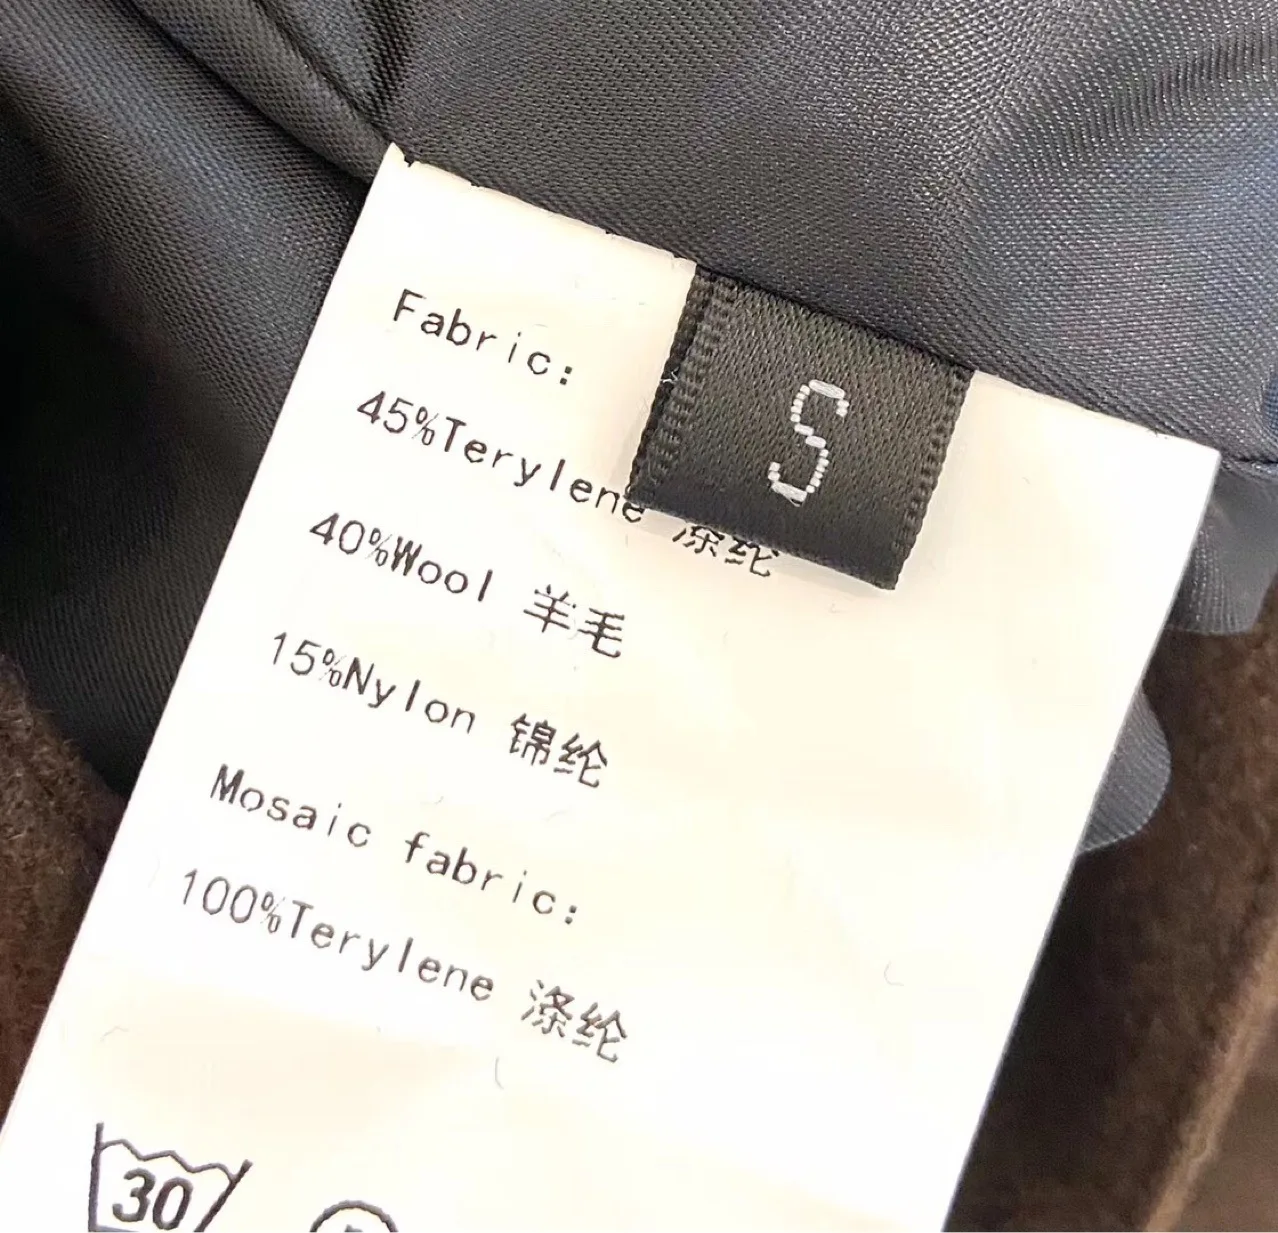 S
Fabric:
45%Terylene 涤纶
40%Wool 羊毛
15%Nylon 锦纶
Mosaic fabric:
100%Terylene 涤纶
30